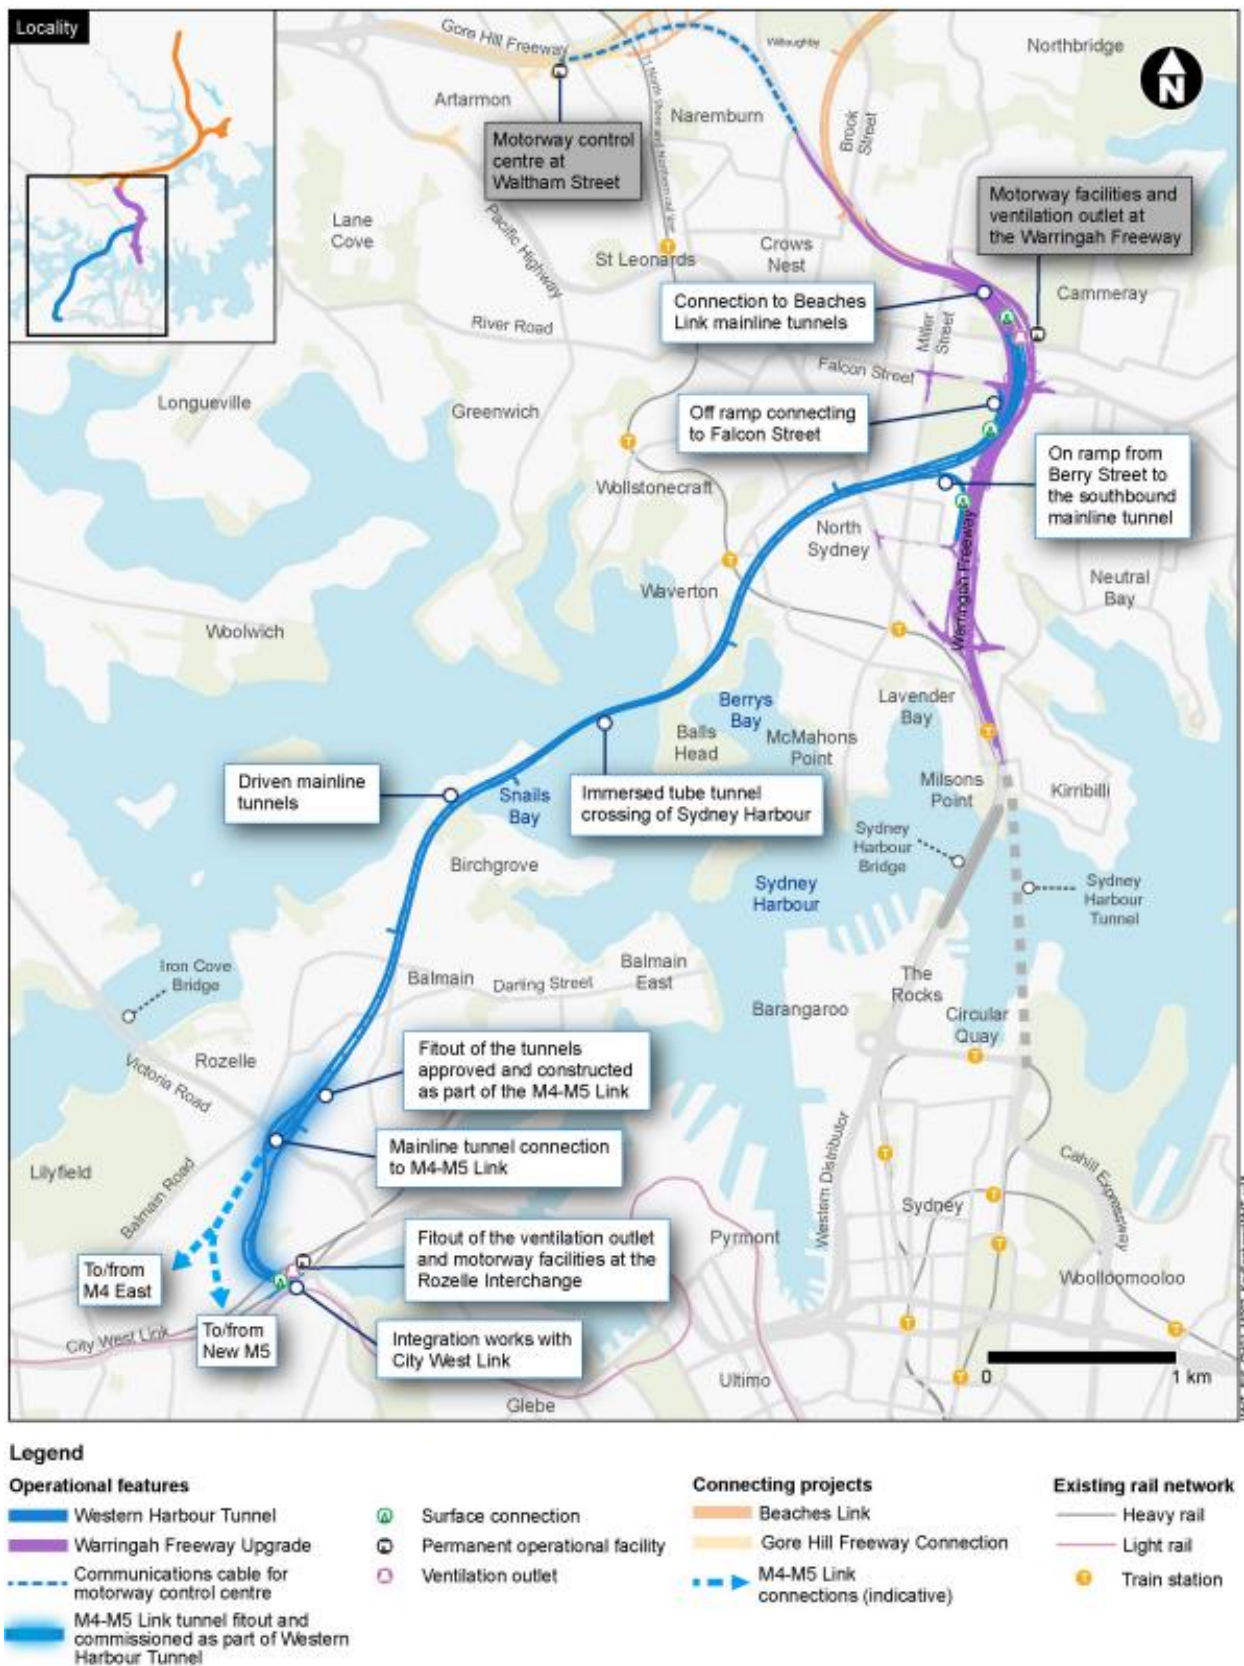 Locality
Gore Hill Freeway
Willoughby
Northbridge
N
T1 North Shore and Northern rail line
Artarmon
Naremburn
Brook
Street
Motorway control
centre at
Waltham Street
Motorway facilities and
ventilation outlet at
the Warringah Freeway
Lane
Cove
Pacific Highway
St Leonards
Crows
Nest
Connection to Beaches
Link mainline tunnels
Cammeray
River Road
Miller
Street
Falcon Street
Longueville
Greenwich
Off ramp connecting
to Falcon Street
On ramp from
Berry Street to
the southbound
mainline tunnel
Wollstonecraft
North
Sydney
Warringah Freeway
Waverton
Neutral
Bay
Woolwich
Berrys
Bay
Lavender
Bay
Balls
Head
McMahons
Point
Driven mainline
tunnels
Snails
Bay
Immersed tube tunnel
crossing of Sydney Harbour
Milsons
Point
Kirribilli
Sydney
Harbour
Bridge
Birchgrove
Sydney
Harbour
Sydney
Harbour
Tunnel
Iron Cove
Bridge
Balmain
Darling Street
Balmain
East
The
Rocks
Barangaroo
Circular
Quay
Victoria Road
Rozelle
Fitout of the tunnels
approved and constructed
as part of the M4-M5 Link
Mainline tunnel connection
to M4-M5 Link
Lilyfield
Balmain Road
Western Distributor
Cahill Expressway
Sydney
Fitout of the ventilation outlet
and motorway facilities at the
Rozelle Interchange
Pyrmont
To/from
M4 East
Woolloomooloo
City West Link
To/from
New M5
Integration works with
City West Link
Ultimo
Glebe
0 1 km
Legend
Operational features
Western Harbour Tunnel
Warringah Freeway Upgrade
Communications cable for
motorway control centre
M4-M5 Link tunnel fitout and
commissioned as part of Western
Harbour Tunnel
Surface connection
Permanent operational facility
Ventilation outlet
Connecting projects
Beaches Link
Gore Hill Freeway Connection
M4-M5 Link
connections (indicative)
Existing rail network
Heavy rail
Light rail
Train station